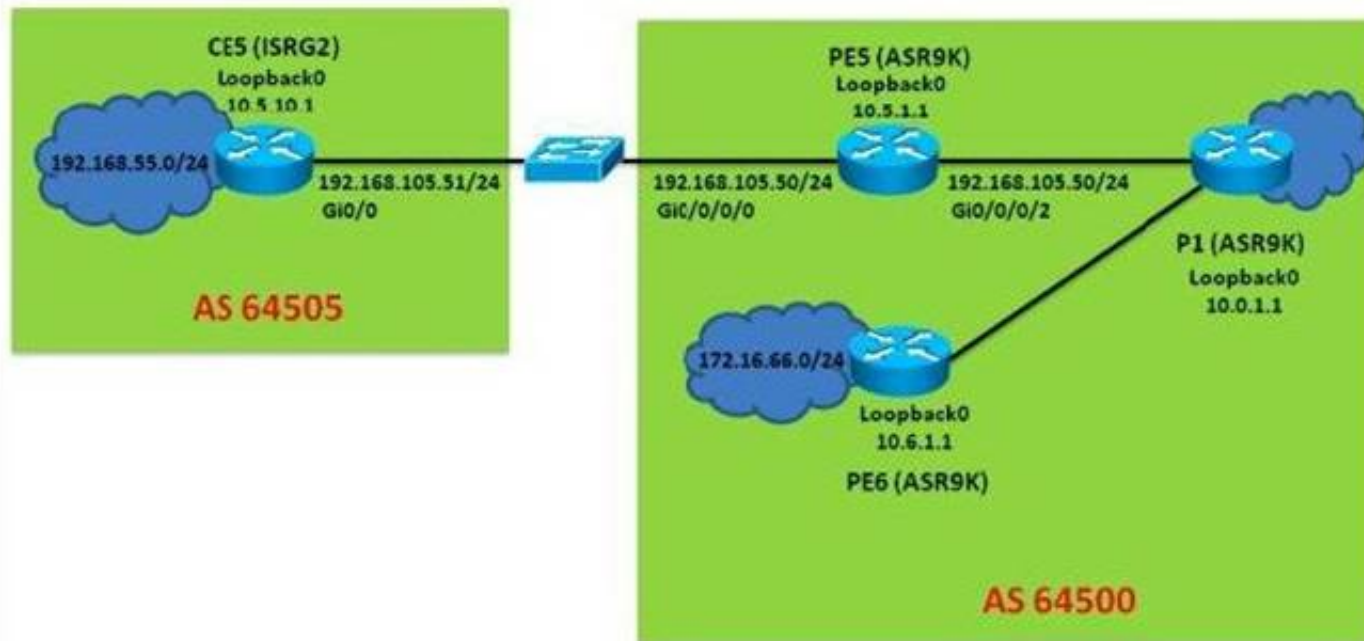 CE5 (ISRG2)
Loopback0
10.5.10.1
192.168.55.0/24
192.168.105.51/24
Gi0/0
AS 64505
PE5 (ASR9K)
Loopback0
10.5.1.1
192.168.105.50/24
Gi0/0/0/0
192.168.105.50/24
Gi0/0/0/2
P1 (ASR9K)
Loopback0
10.0.1.1
172.16.66.0/24
Loopback0
10.6.1.1
PE6 (ASR9K)
AS 64500